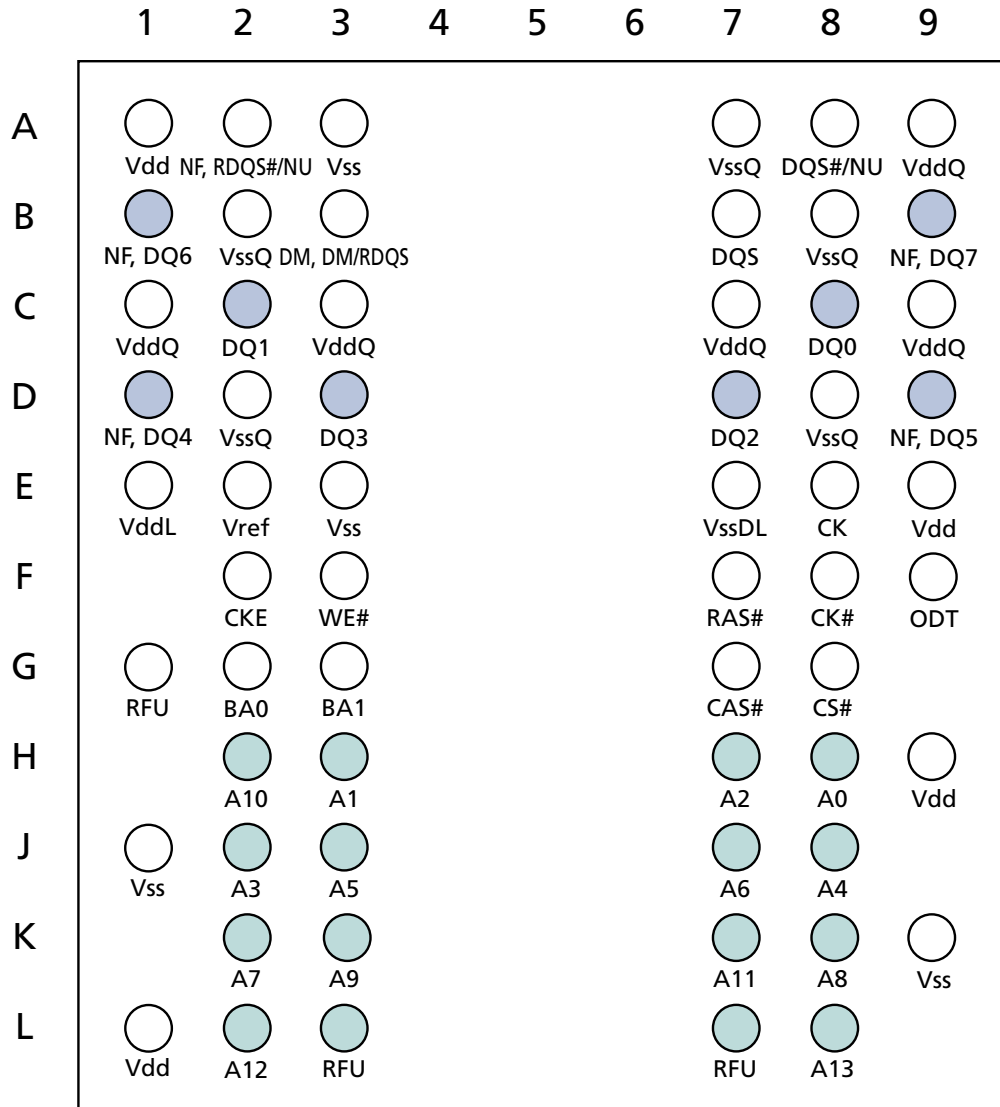 1 2 3 4 5 6 7 8 9
A
Vdd NF, RDQS#/NU Vss VssQ DQS#/NU VddQ
B
NF, DQ6 VssQ DM, DM/RDQS DQS VssQ NF, DQ7
C
VddQ DQ1 VddQ VddQ DQ0 VddQ
D
NF, DQ4 VssQ DQ3 DQ2 VssQ NF, DQ5
E
VddL Vref Vss VssDL CK Vdd
F
CKE WE# RAS# CK# ODT
G
RFU BA0 BA1 CAS# CS#
H
A10 A1 A2 A0 Vdd
J
Vss A3 A5 A6 A4
K
A7 A9 A11 A8 Vss
L
Vdd A12 RFU RFU A13